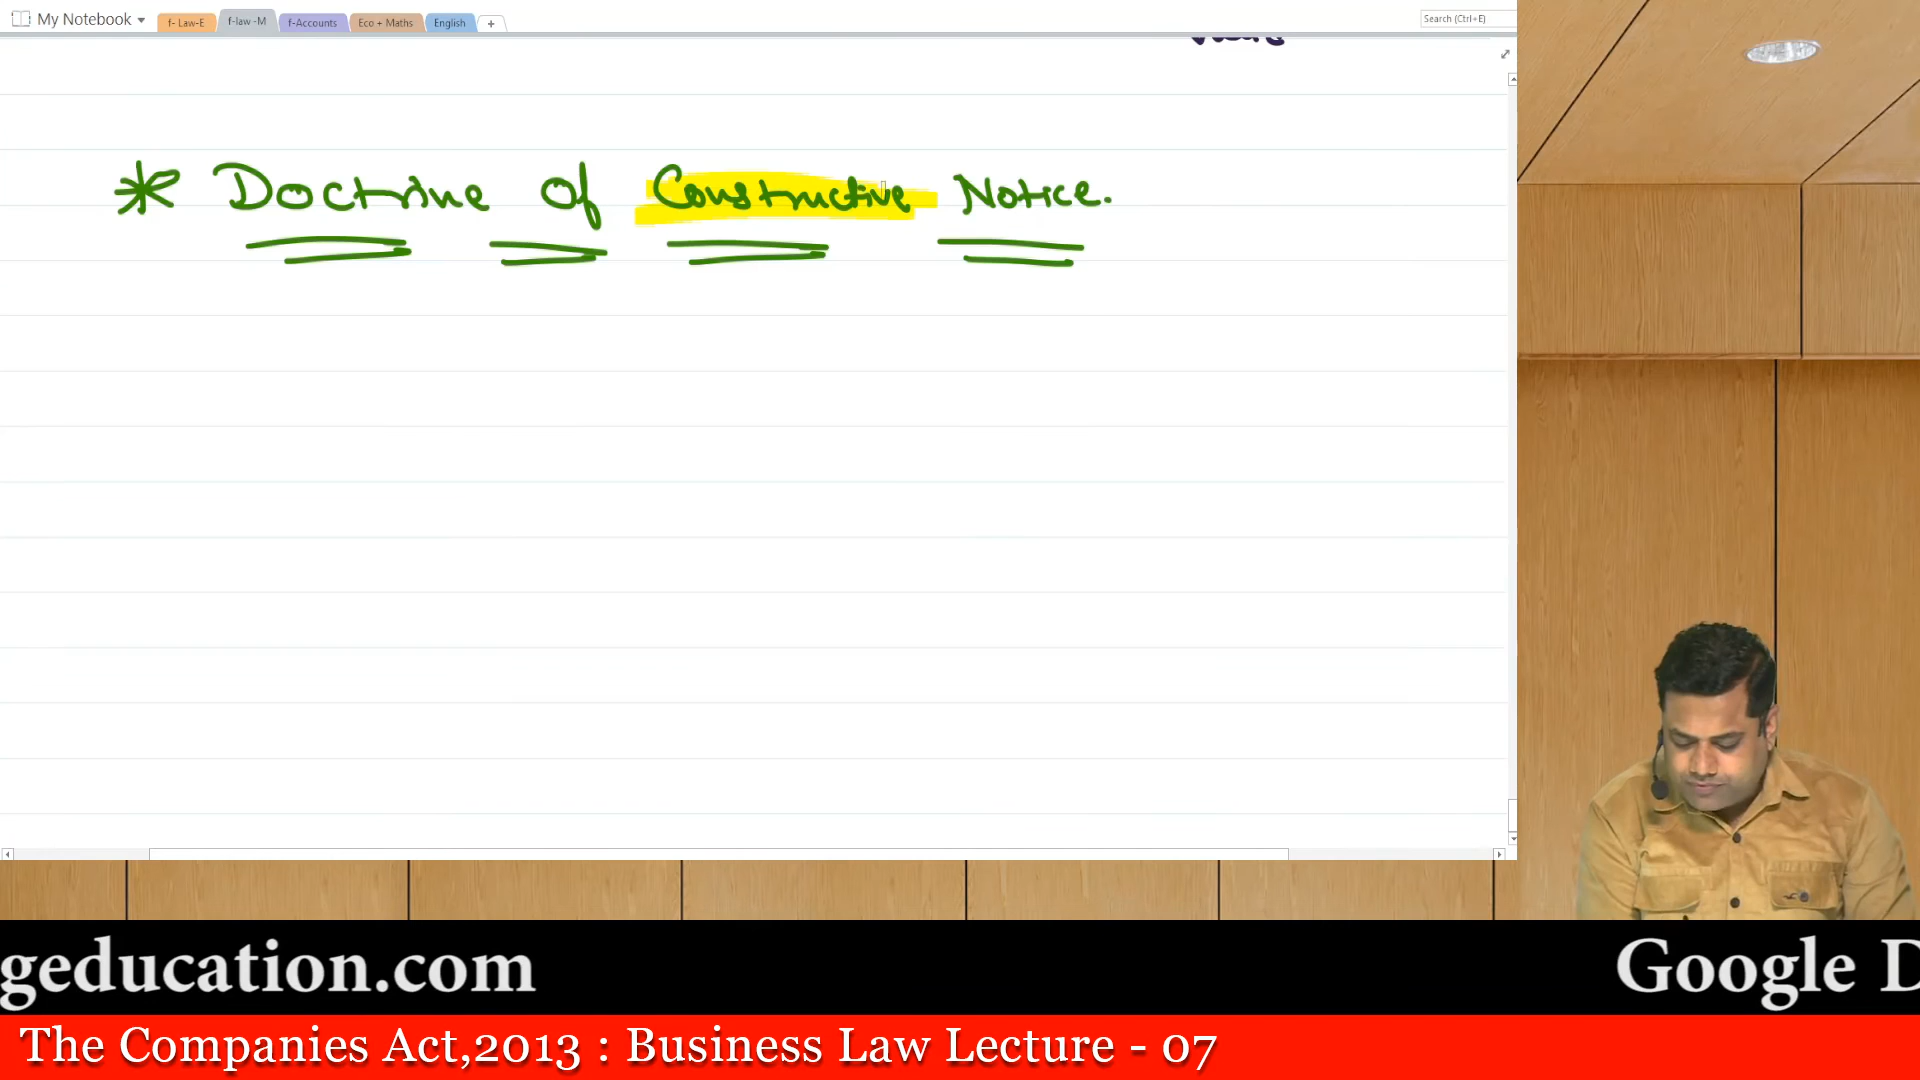 My Notebook
f- Law-E
f-law -M
f-Accounts
Eco + Maths
English
+
Search (Ctrl+E)
* Doctrine Of Constructive Notice.
geducation.com
Google D
The Companies Act,2013 : Business Law Lecture - 07